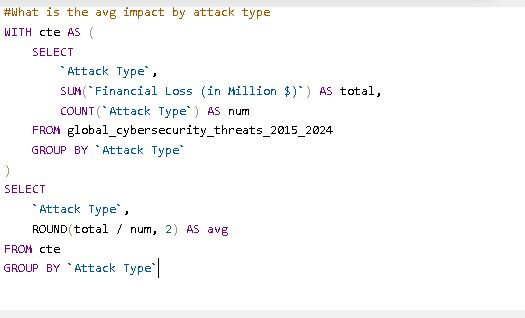 #What is the avg impact by attack type
WITH cte AS (
SELECT
`Attack Type`,
SUM(`Financial Loss (in Million $)`) AS total,
COUNT(`Attack Type`) AS num
FROM global_cybersecurity_threats_2015_2024
GROUP BY `Attack Type`
)
SELECT
`Attack Type`,
ROUND(total / num, 2) AS avg
FROM cte
GROUP BY `Attack Type`